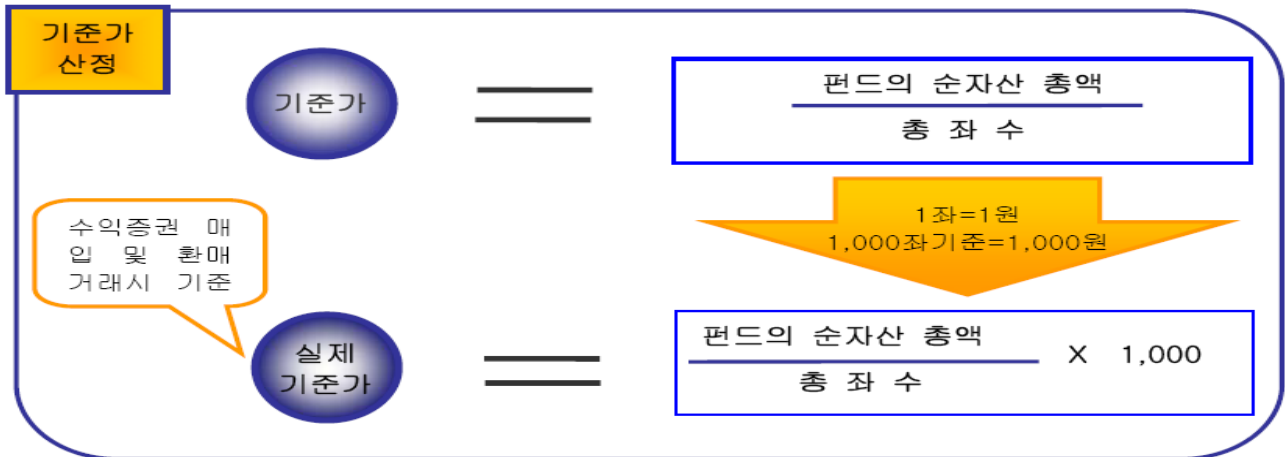 기준가
산정
기준가
펀드의 순자산 총액
총 좌 수
1좌=1원
1,000좌기준=1,000원
수익증권 매
입 및 환매
거래시 기준
실제
기준가
펀드의 순자산 총액
총 좌 수
X 1,000